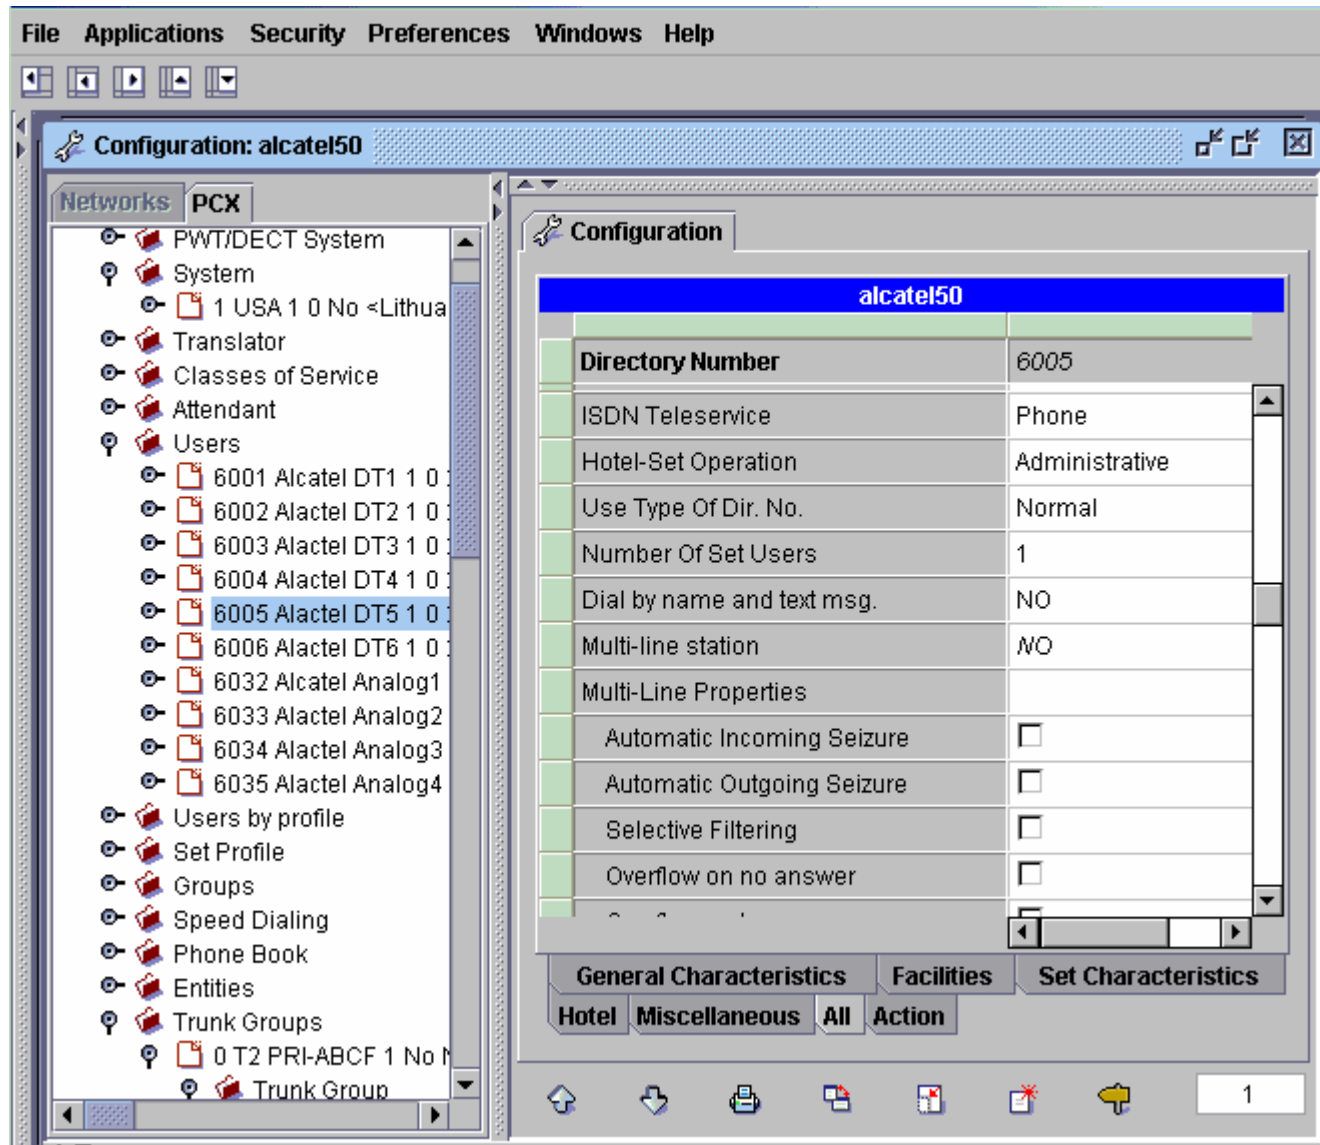 File Applications Security Preferences Windows Help
Configuration: alcatel50
Networks PCX
PWT/DECT System
System
1 USA 1 0 No <Lithua
Translator
Classes of Service
Attendant
Users
6001 Alcatel DT1 1 0
6002 Alactel DT2 1 0
6003 Alactel DT3 1 0
6004 Alactel DT4 1 0
6005 Alactel DT5 1 0
6006 Alactel DT6 1 0
6032 Alcatel Analog1
6033 Alactel Analog2
6034 Alactel Analog3
6035 Alactel Analog4
Users by profile
Set Profile
Groups
Speed Dialing
Phone Book
Entities
Trunk Groups
0 T2 PRI-ABCF 1 No
Trunk Group
Configuration
alcatel50
Directory Number 6005
ISDN Teleservice Phone
Hotel-Set Operation Administrative
Use Type Of Dir. No. Normal
Number Of Set Users 1
Dial by name and text msg. NO
Multi-line station NO
Multi-Line Properties
Automatic Incoming Seizure
Automatic Outgoing Seizure
Selective Filtering
Overflow on no answer
General Characteristics Facilities Set Characteristics
Hotel Miscellaneous All Action
1